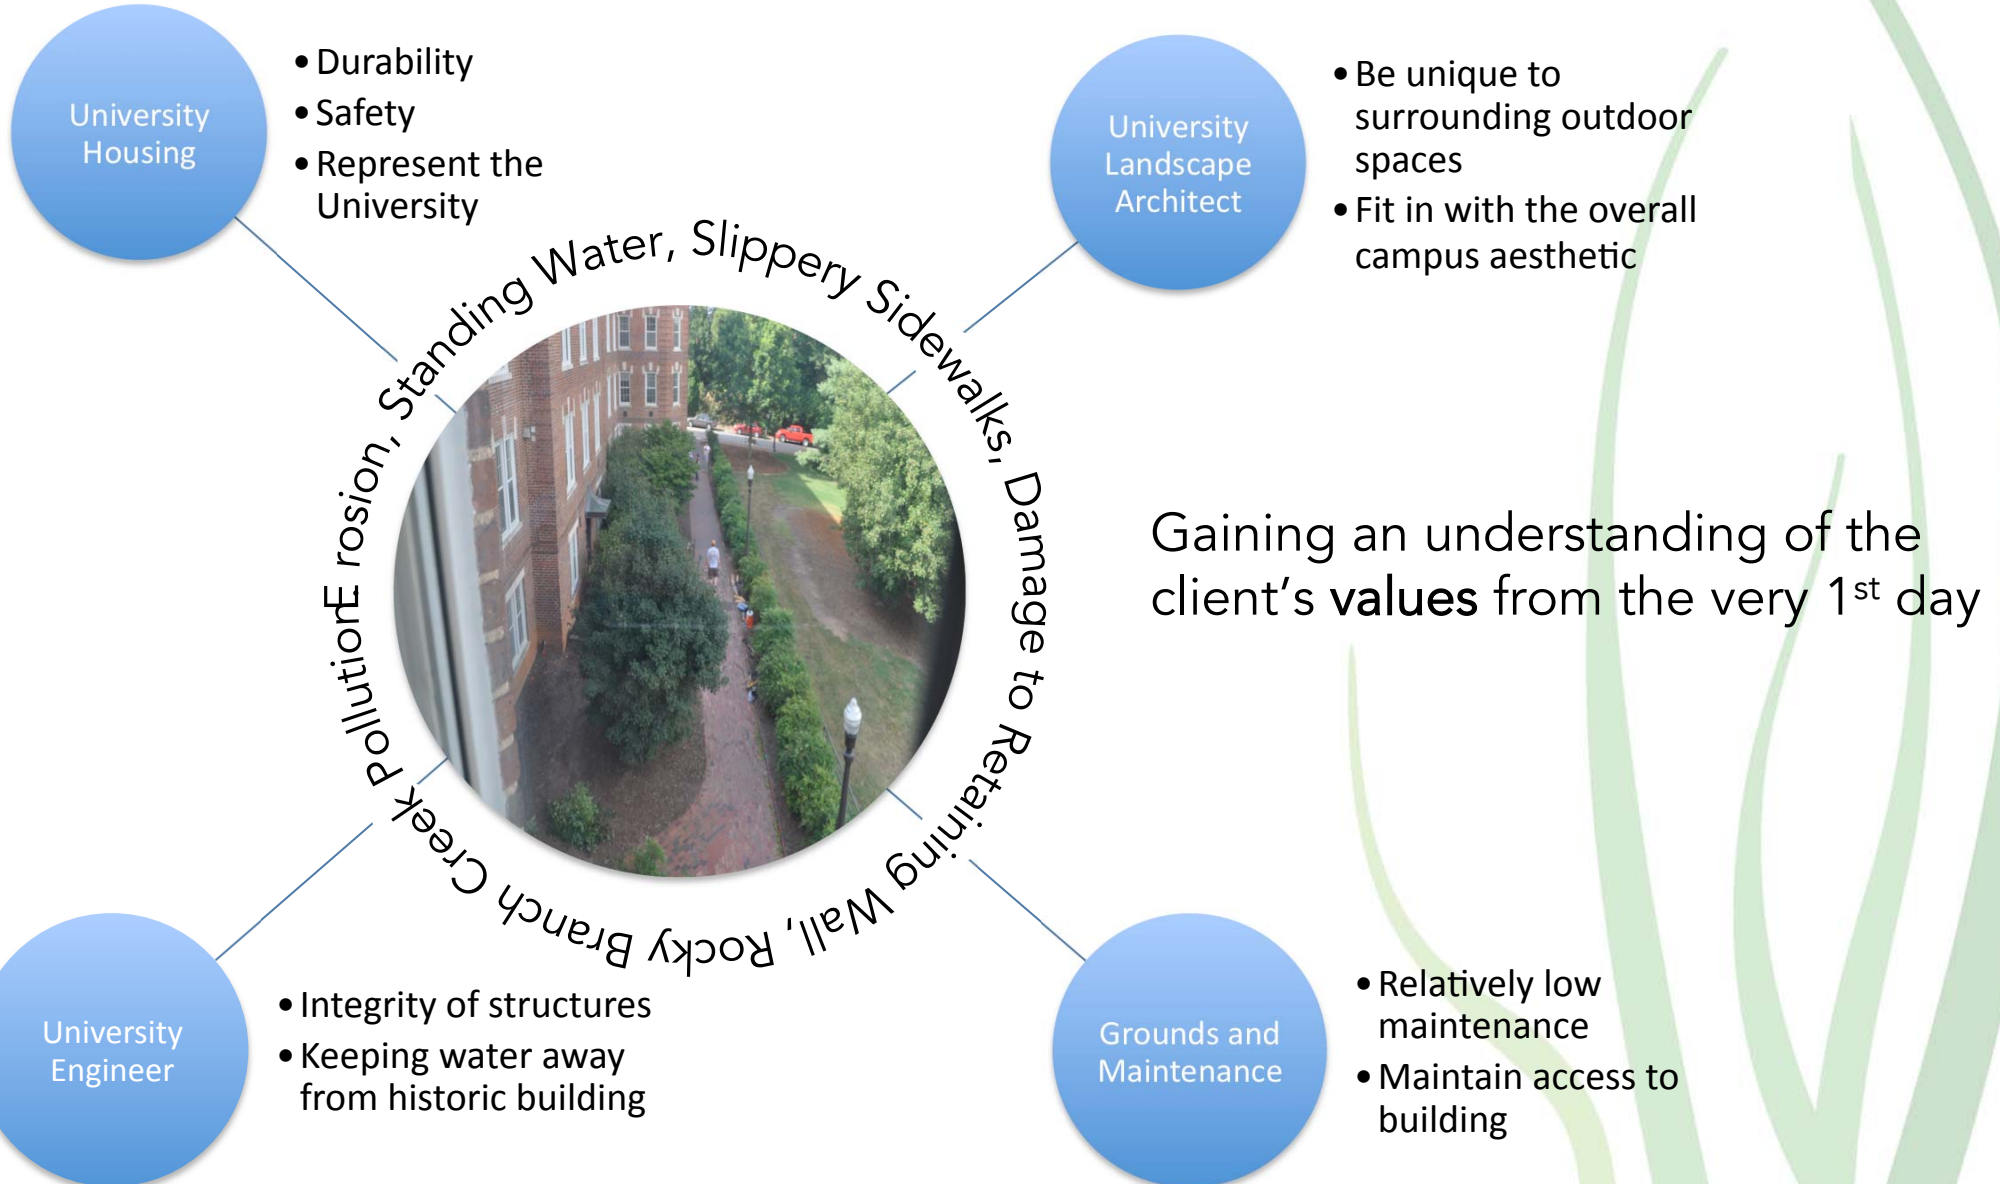 University
Housing
• Durability
• Safety
• Represent the
University
University
Landscape
Architect
• Be unique to
surrounding outdoor
spaces
• Fit in with the overall
campus aesthetic
E rosion, Standing Water, Slippery Sidewalks, Damage to Retaining Wall, Rocky Branch Creek Pollution
Gaining an understanding of the
client's values from the very 1st day
University
Engineer
• Integrity of structures
• Keeping water away
from historic building
Grounds and
Maintenance
• Relatively low
maintenance
• Maintain access to
building